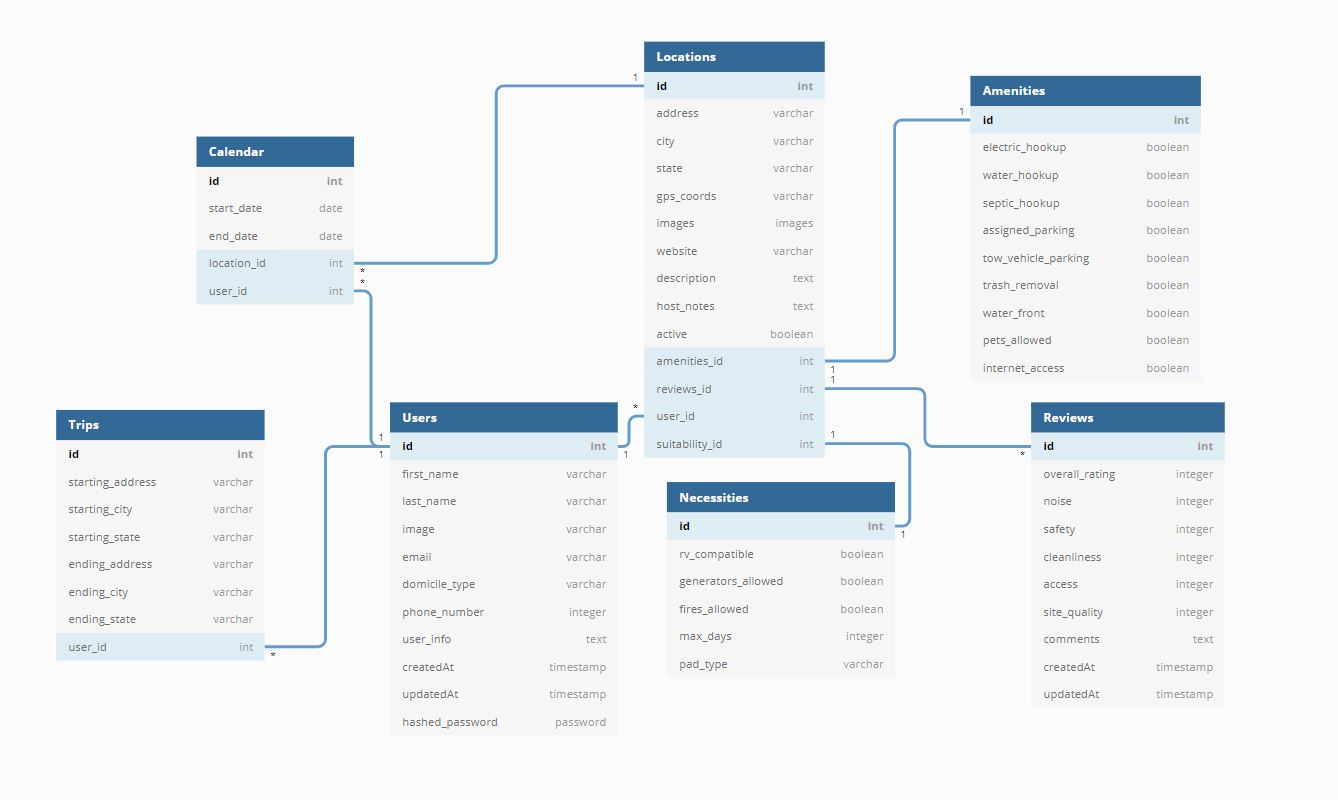 Locations
1
id int
address varchar
city varchar
state varchar
gps_coords varchar
images images
website varchar
description text
host_notes text
active boolean
amenities_id int
1
reviews_id int
1
* user_id int
suitability_id int
1
Amenities
1
id int
electric_hookup boolean
water_hookup boolean
septic_hookup boolean
assigned_parking boolean
tow_vehicle_parking boolean
trash_removal boolean
water_front boolean
pets_allowed boolean
internet_access boolean
Calendar
id int
start_date date
end_date date
location_id int
*
user_id int
*
Trips
id int
starting_address varchar
starting_city varchar
starting_state varchar
ending_address varchar
ending_city varchar
ending_state varchar
user_id int
*
Users
1
id int
1
1
first_name varchar
last_name varchar
image varchar
email varchar
domicile_type varchar
phone_number integer
user_info text
createdAt timestamp
updatedAt timestamp
hashed_password password
Necessities
id int
1
rv_compatible boolean
generators_allowed boolean
fires_allowed boolean
max_days integer
pad_type varchar
Reviews
id int
*
overall_rating integer
noise integer
safety integer
cleanliness integer
access integer
site_quality integer
comments text
createdAt timestamp
updatedAt timestamp